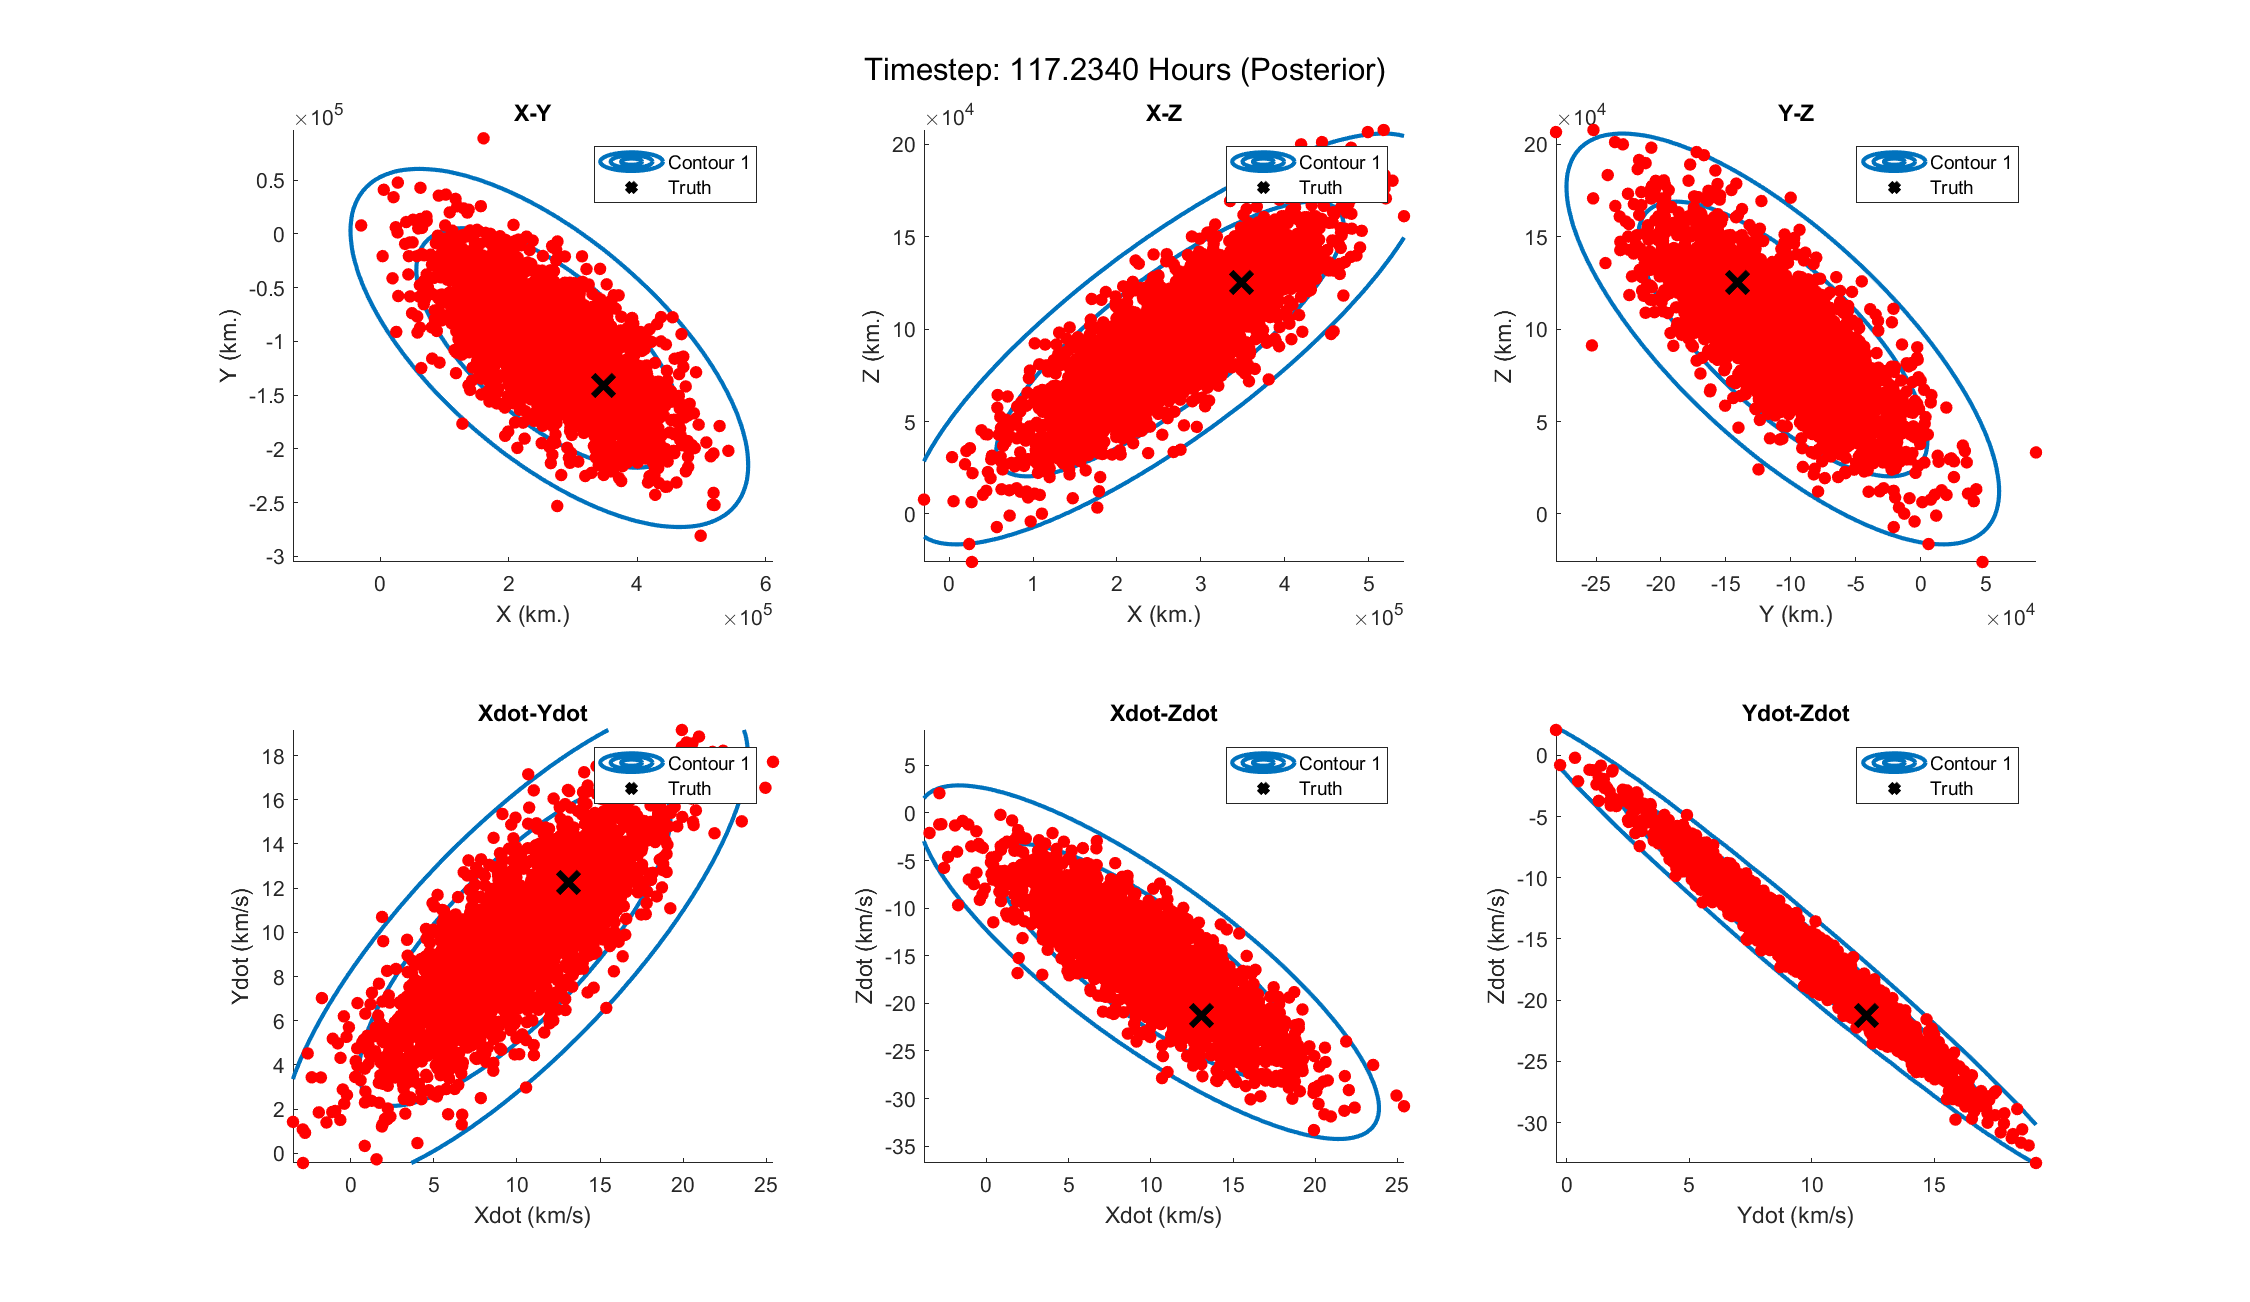 Timestep: 117.2340 Hours (Posterior)
X-Y
×10^5
Contour 1
Truth
0.5
0
-0.5
-1
-1.5
-2
-2.5
-3
Y (km.)
0 2 4 6
X (km.)
×10^5
X-Z
×10^4
Contour 1
Truth
20
15
10
5
0
Z (km.)
0 1 2 3 4 5
X (km.)
×10^5
Y-Z
×10^4
Contour 1
Truth
20
15
10
5
0
Z (km.)
-25 -20 -15 -10 -5 0 5
Y (km.)
×10^4
Xdot-Ydot
Contour 1
Truth
18
16
14
12
10
8
6
4
2
0
Ydot (km/s)
0 5 10 15 20 25
Xdot (km/s)
Xdot-Zdot
Contour 1
Truth
5
0
-5
-10
-15
-20
-25
-30
-35
Zdot (km/s)
0 5 10 15 20 25
Xdot (km/s)
Ydot-Zdot
Contour 1
Truth
0
-5
-10
-15
-20
-25
-30
Zdot (km/s)
0 5 10 15
Ydot (km/s)